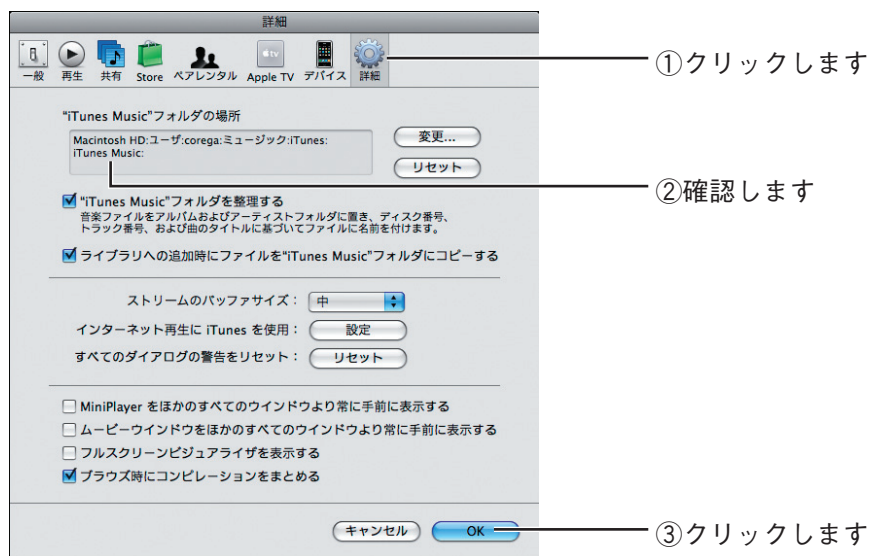 詳細
一般 再生 共有 Store ペアレンタル Apple TV デバイス 詳細
①クリックします
"iTunes Music"フォルダの場所
Macintosh HD:ユーザ:corega:ミュージック:iTunes:
iTunes Music:
変更...
リセット
②確認します
"iTunes Music"フォルダを整理する
音楽ファイルをアルバムおよびアーティストフォルダに置き、ディスク番号、
トラック番号、および曲のタイトルに基づいてファイルに名前を付けます。
ライブラリへの追加時にファイルを"iTunes Music"フォルダにコピーする
ストリームのバッファサイズ： 中
インターネット再生に iTunes を使用： 設定
すべてのダイアログの警告をリセット： リセット
MiniPlayer をほかのすべてのウインドウより常に手前に表示する
ムービーウインドウをほかのすべてのウインドウより常に手前に表示する
フルスクリーンビジュアライザを表示する
ブラウズ時にコンピレーションをまとめる
キャンセル OK
③クリックします